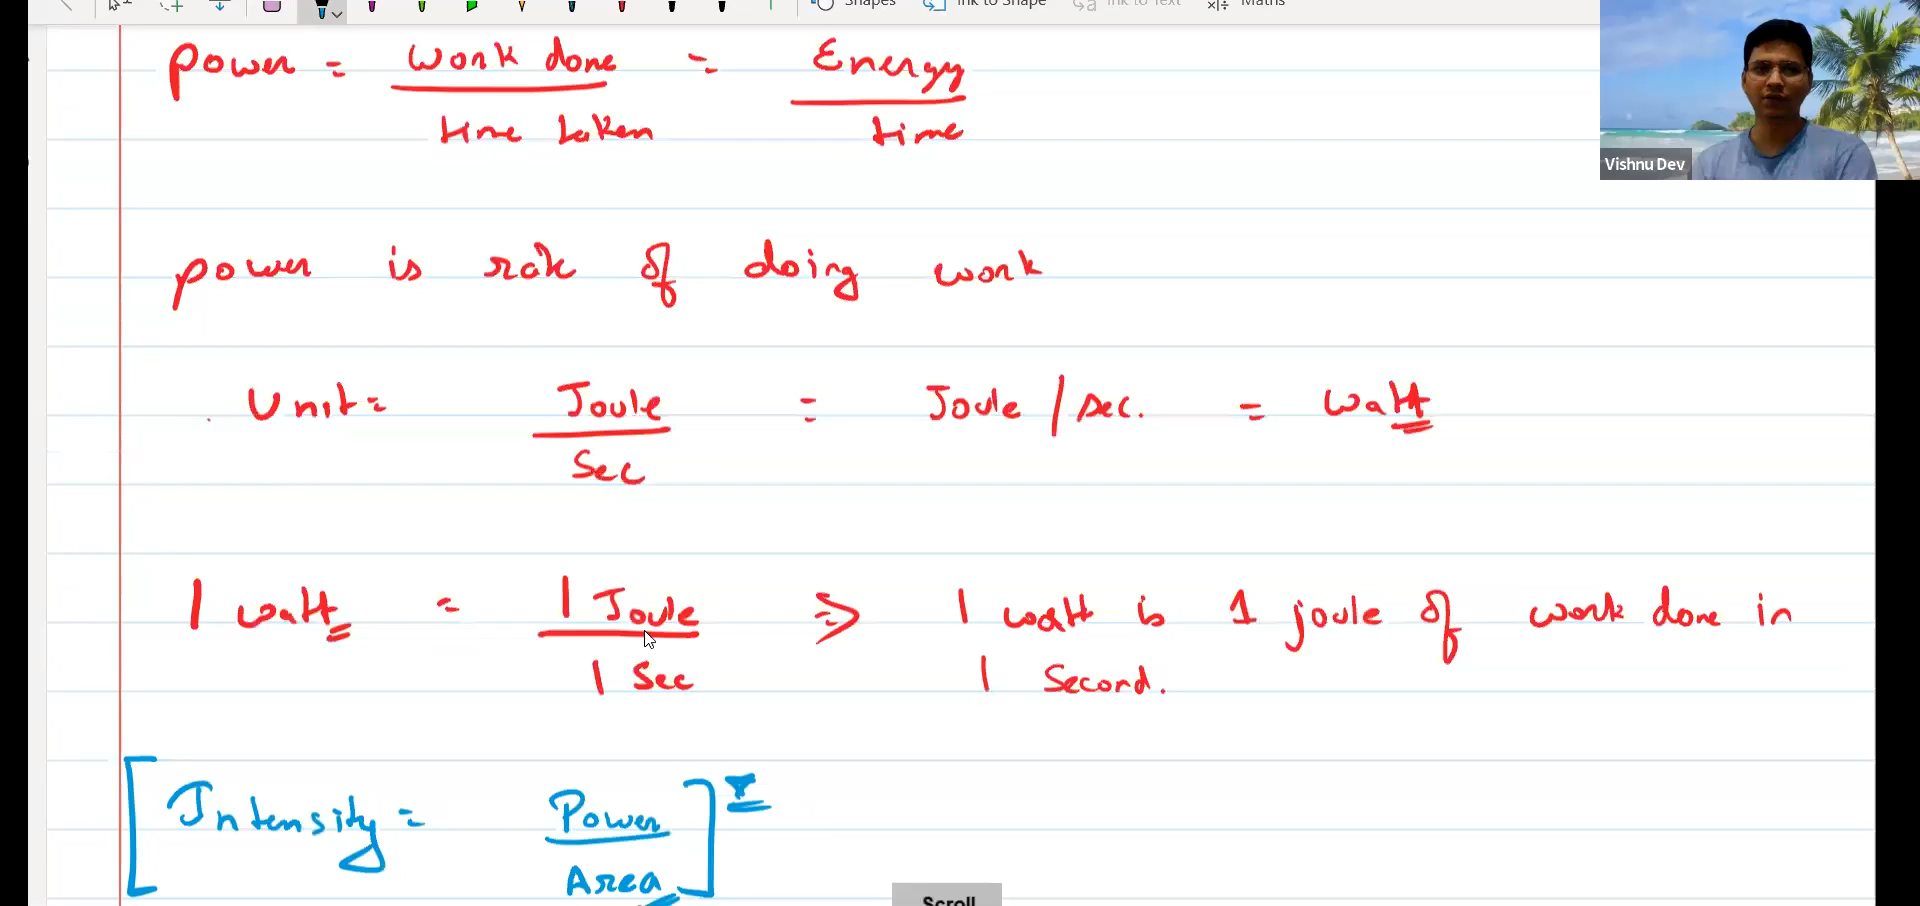 Shapes Ink to Shape Ink to Text Maths
Vishnu Dev
power = work done = Energy
time taken time
power is rate of doing work
Unit = Joule = Joule / sec. = watt
Sec
1 watt = 1 Joule ⇒ 1 watt is 1 joule of work done in
1 Sec 1 Second.
[ Intensity = Power ]
Area
Scroll